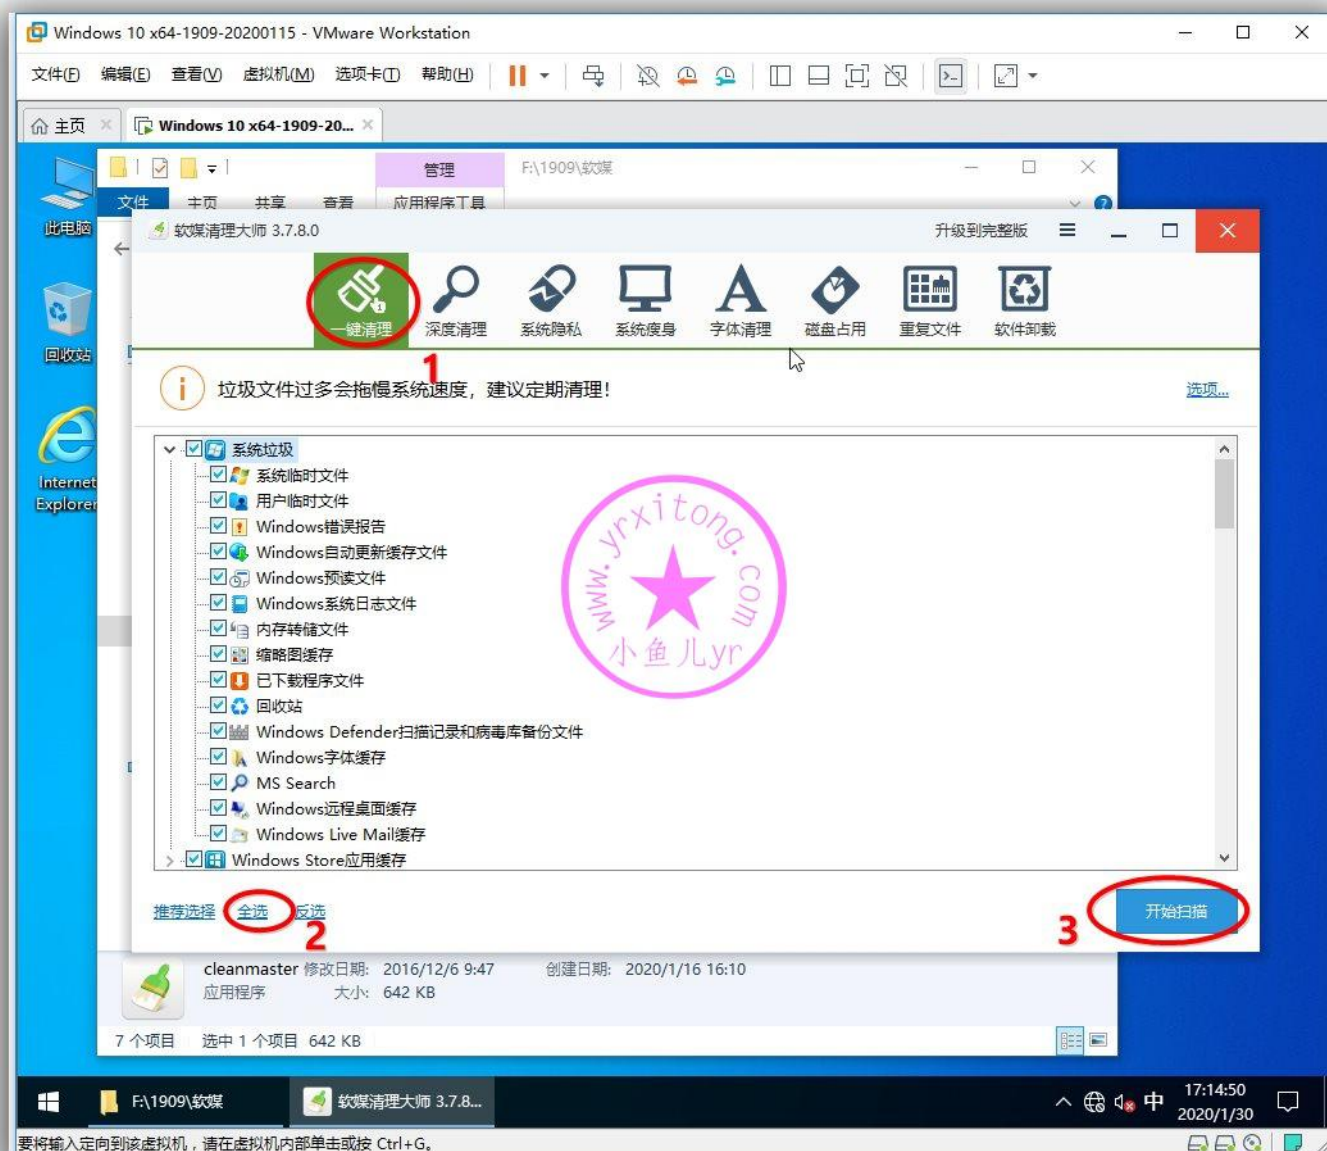 Windows 10 x64-1909-20200115 - VMware Workstation
文件(F) 编辑(E) 查看(V) 虚拟机(M) 选项卡(T) 帮助(H)
主页 Windows 10 x64-1909-20...
管理 F:\1909\软媒
文件 主页 共享 查看 应用程序工具
此电脑
回收站
Internet
Explorer
软媒清理大师 3.7.8.0 升级到完整版
一键清理 深度清理 系统隐私 系统瘦身 字体清理 磁盘占用 重复文件 软件卸载
1
垃圾文件过多会拖慢系统速度，建议定期清理！ 选项...
系统垃圾
系统临时文件
用户临时文件
Windows错误报告
Windows自动更新缓存文件
Windows预读文件
Windows系统日志文件
内存转储文件
缩略图缓存
已下载程序文件
回收站
Windows Defender扫描记录和病毒库备份文件
Windows字体缓存
MS Search
Windows远程桌面缓存
Windows Live Mail缓存
Windows Store应用缓存
www.yrxitong.com
小鱼儿yr
推荐选择 全选 反选 开始扫描
2 3
cleanmaster 修改日期: 2016/12/6 9:47 创建日期: 2020/1/16 16:10
应用程序 大小: 642 KB
7 个项目 选中 1 个项目 642 KB
F:\1909\软媒 软媒清理大师 3.7.8... 中 17:14:50
2020/1/30
要将输入定向到该虚拟机，请在虚拟机内部单击或按 Ctrl+G。